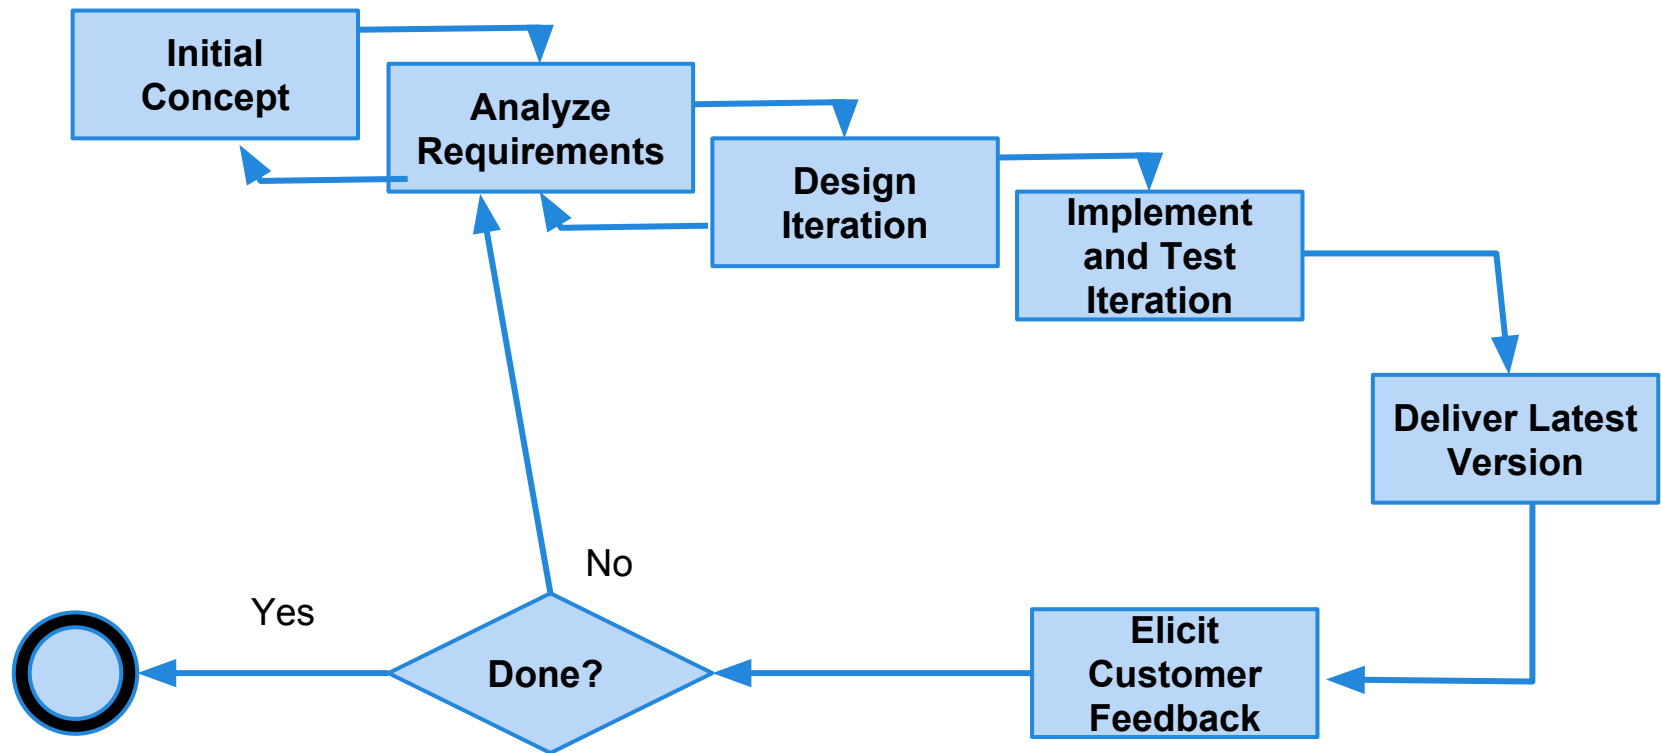 Initial
Concept
Analyze
Requirements
Design
Iteration
Implement
and Test
Iteration
Deliver Latest
Version
Elicit
Customer
Feedback
Done?
No
Yes